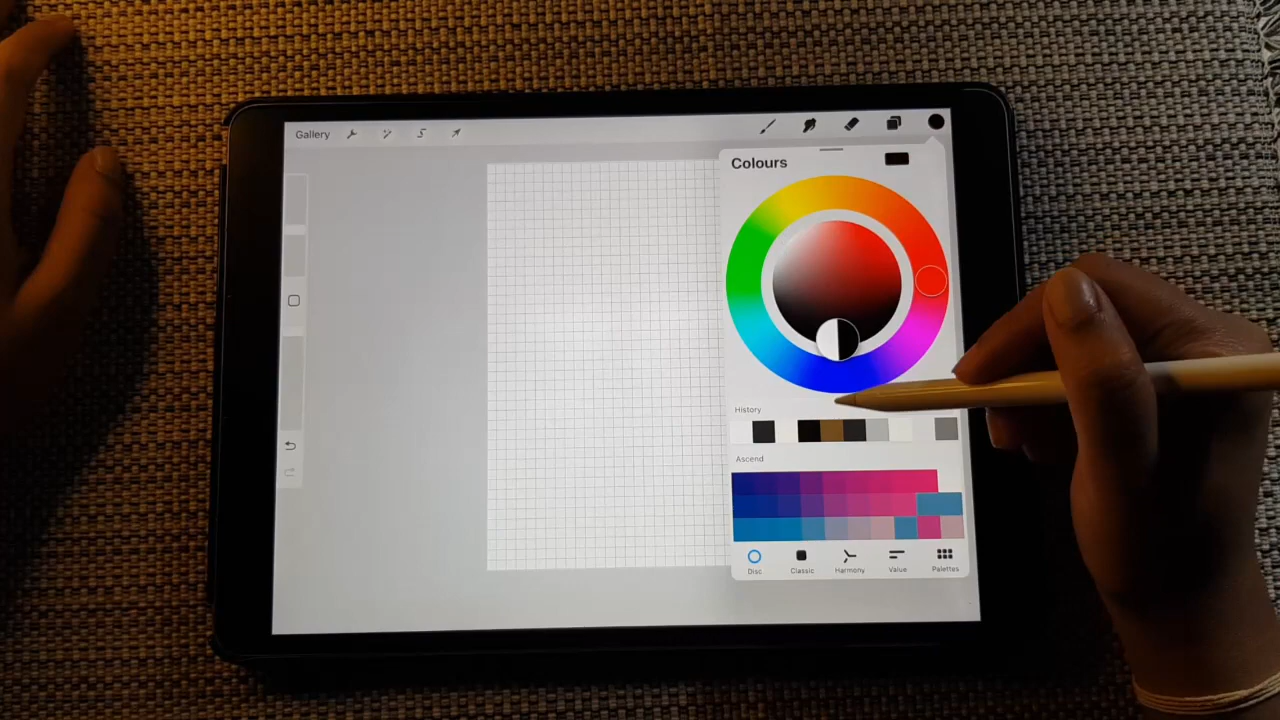 Gallery
Colours
History
Ascend
Disc
Classic
Harmony
Value
Palettes